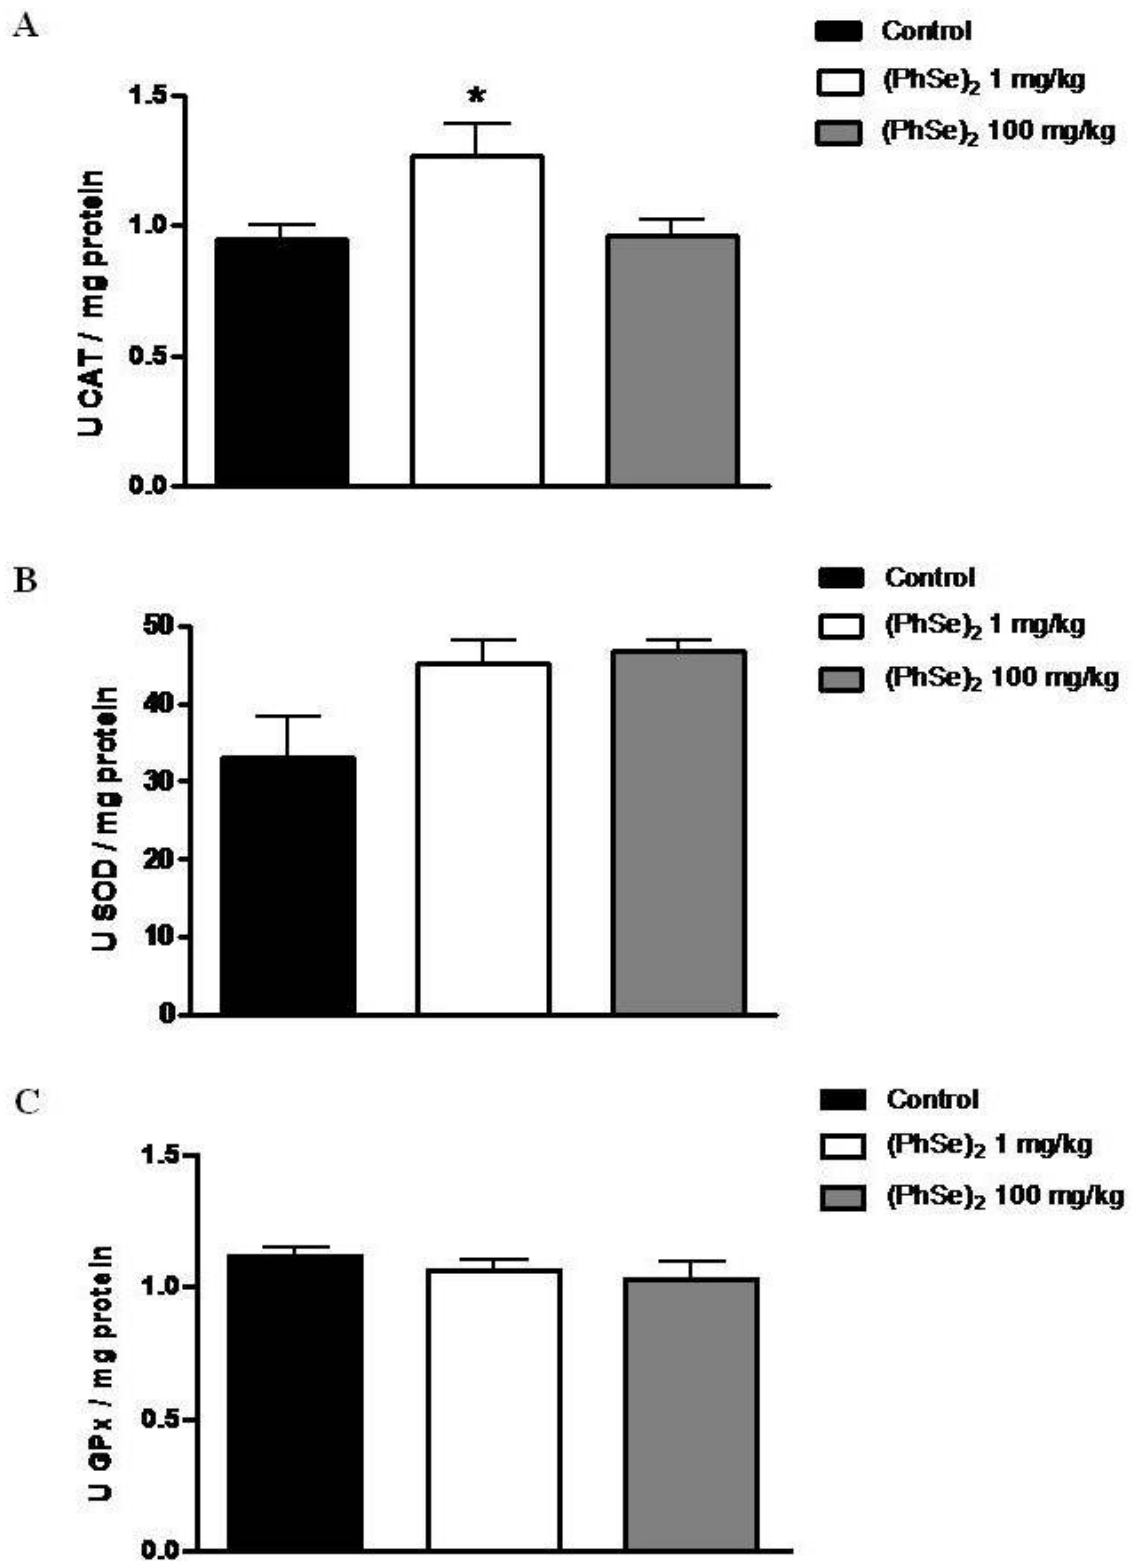 A
Control
(PhSe)2 1 mg/kg
(PhSe)2 100 mg/kg
*
1.5
1.0
0.5
0.0
U CAT / mg protein
B
Control
(PhSe)2 1 mg/kg
(PhSe)2 100 mg/kg
50
40
30
20
10
0
U SOD / mg protein
C
Control
(PhSe)2 1 mg/kg
(PhSe)2 100 mg/kg
1.5
1.0
0.5
0.0
U GPx / mg protein